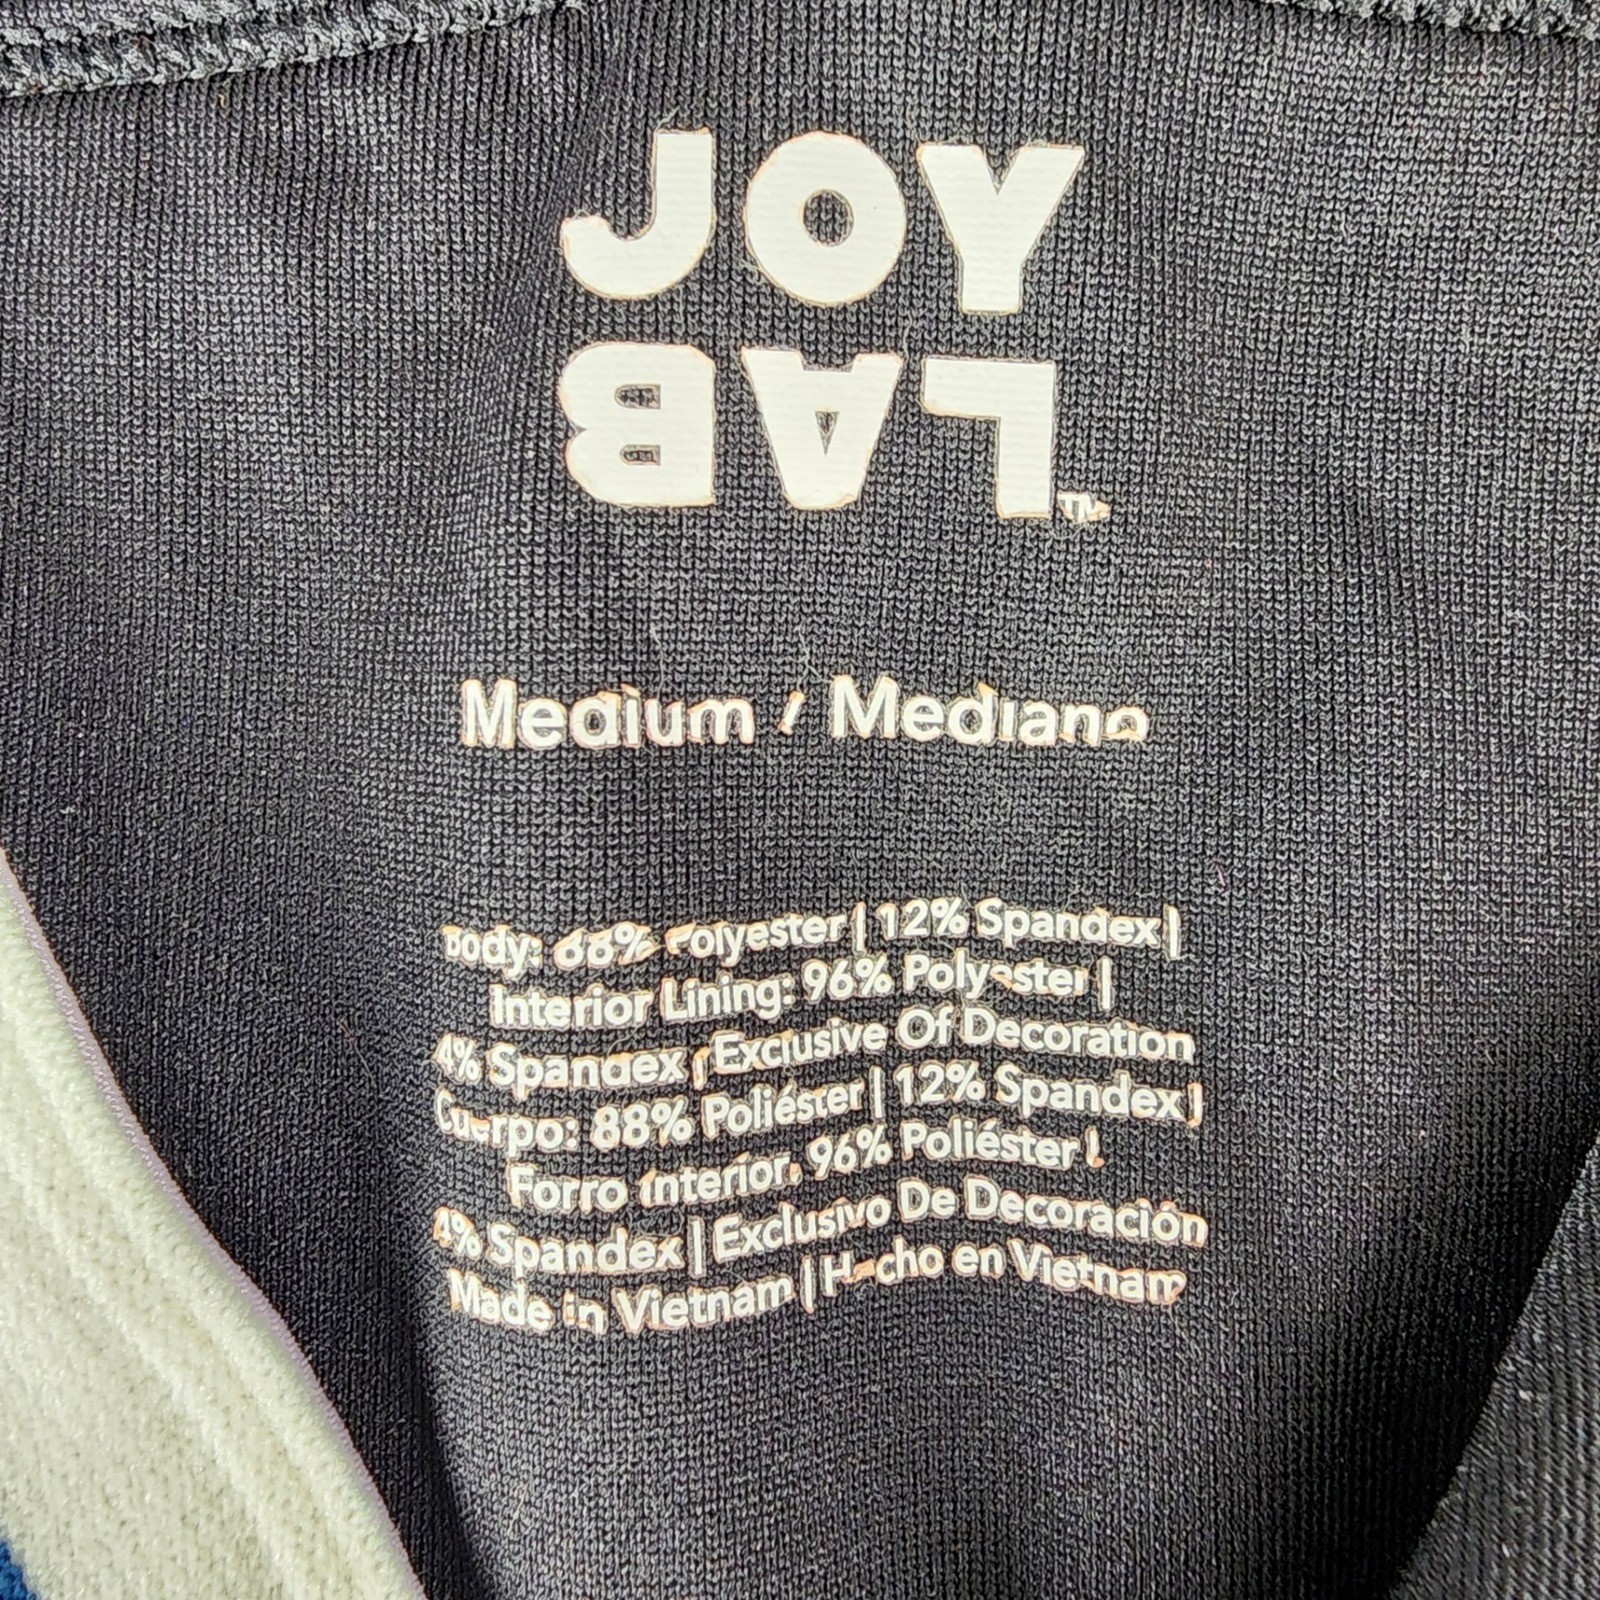 JOY
LAB™
Medium / Mediano
Body: 88% Polyester | 12% Spandex |
Interior Lining: 96% Polyester |
4% Spandex | Exclusive Of Decoration
Cuerpo: 88% Poliéster | 12% Spandex |
Forro interior: 96% Poliéster |
4% Spandex | Exclusivo De Decoración
Made in Vietnam | Hecho en Vietnam